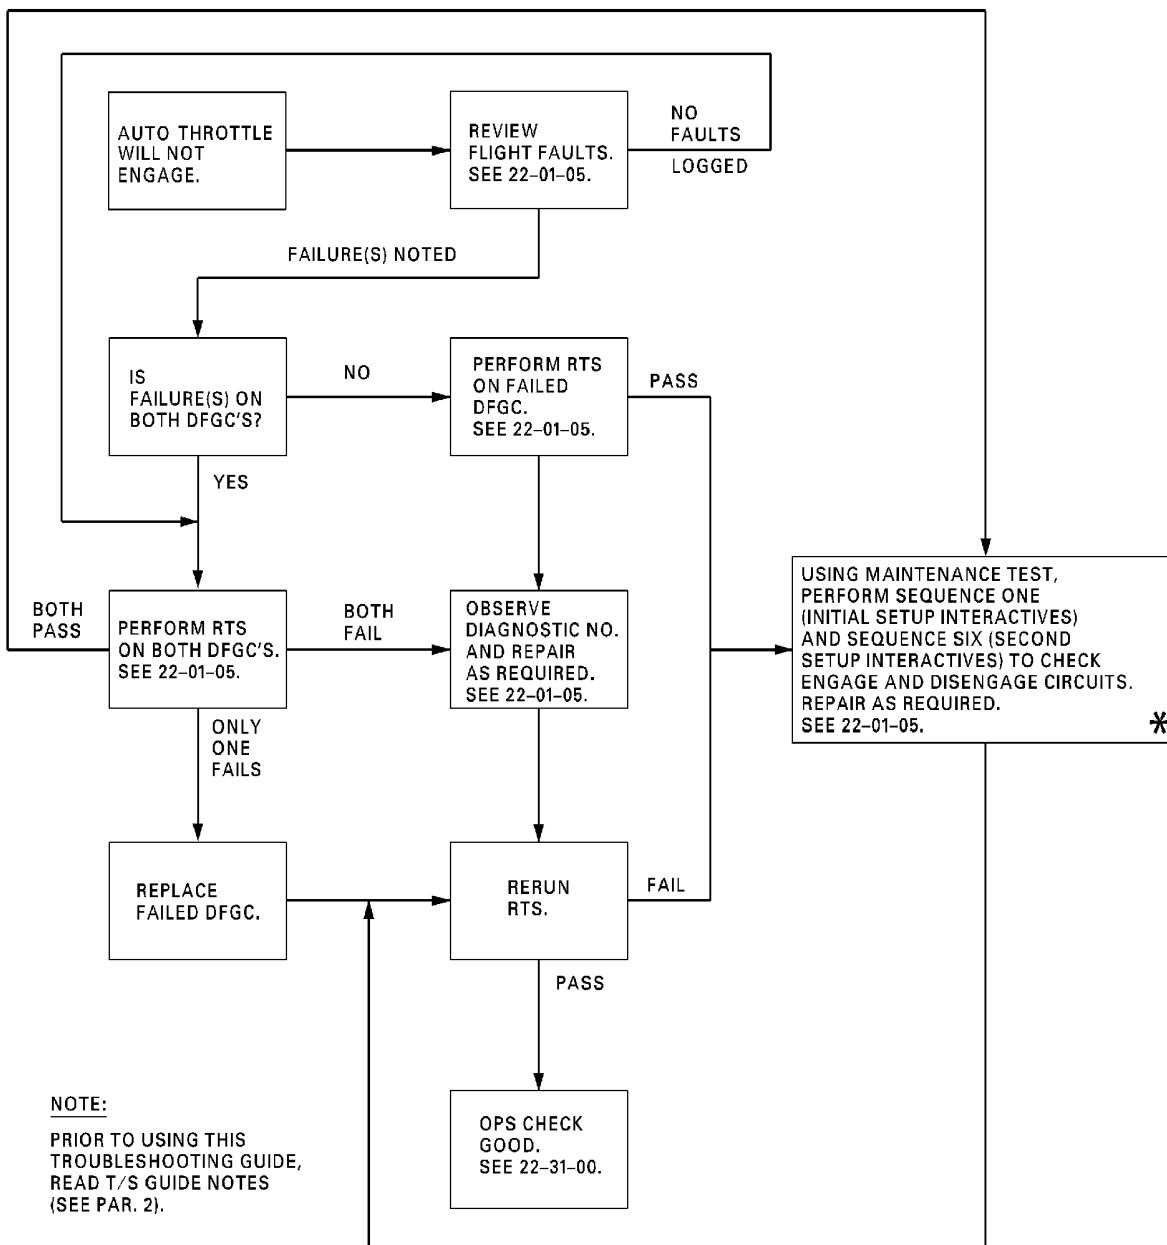 AUTO THROTTLE
WILL NOT
ENGAGE.
REVIEW
FLIGHT FAULTS.
SEE 22–01–05.
NO
FAULTS
LOGGED
FAILURE(S) NOTED
IS
FAILURE(S) ON
BOTH DFGC'S?
NO
PERFORM RTS
ON FAILED
DFGC.
SEE 22–01–05.
PASS
YES
BOTH
PASS
PERFORM RTS
ON BOTH DFGC'S.
SEE 22–01–05.
BOTH
FAIL
OBSERVE
DIAGNOSTIC NO.
AND REPAIR
AS REQUIRED.
SEE 22–01–05.
USING MAINTENANCE TEST,
PERFORM SEQUENCE ONE
(INITIAL SETUP INTERACTIVES)
AND SEQUENCE SIX (SECOND
SETUP INTERACTIVES) TO CHECK
ENGAGE AND DISENGAGE CIRCUITS.
REPAIR AS REQUIRED.
SEE 22–01–05. *
ONLY
ONE
FAILS
REPLACE
FAILED DFGC.
RERUN
RTS.
FAIL
PASS
OPS CHECK
GOOD.
SEE 22–31–00.
NOTE:
PRIOR TO USING THIS
TROUBLESHOOTING GUIDE,
READ T/S GUIDE NOTES
(SEE PAR. 2).